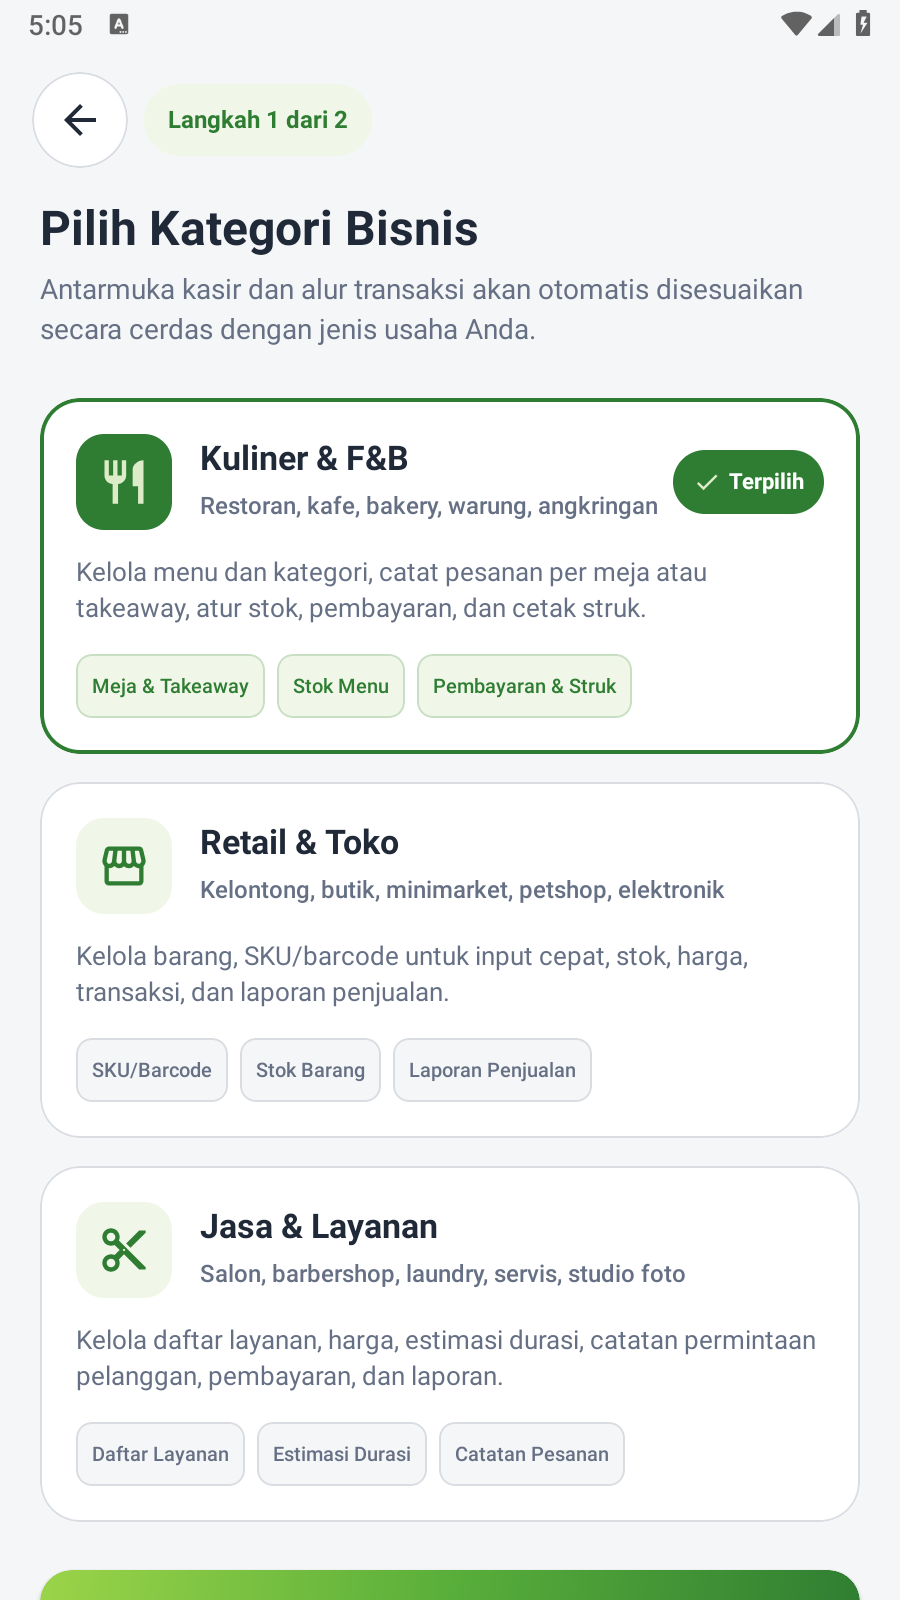 5:05
Langkah 1 dari 2
Pilih Kategori Bisnis
Antarmuka kasir dan alur transaksi akan otomatis disesuaikan
secara cerdas dengan jenis usaha Anda.
Kuliner & F&B
Restoran, kafe, bakery, warung, angkringan
Terpilih
Kelola menu dan kategori, catat pesanan per meja atau
takeaway, atur stok, pembayaran, dan cetak struk.
Meja & Takeaway
Stok Menu
Pembayaran & Struk
Retail & Toko
Kelontong, butik, minimarket, petshop, elektronik
Kelola barang, SKU/barcode untuk input cepat, stok, harga,
transaksi, dan laporan penjualan.
SKU/Barcode
Stok Barang
Laporan Penjualan
Jasa & Layanan
Salon, barbershop, laundry, servis, studio foto
Kelola daftar layanan, harga, estimasi durasi, catatan permintaan
pelanggan, pembayaran, dan laporan.
Daftar Layanan
Estimasi Durasi
Catatan Pesanan